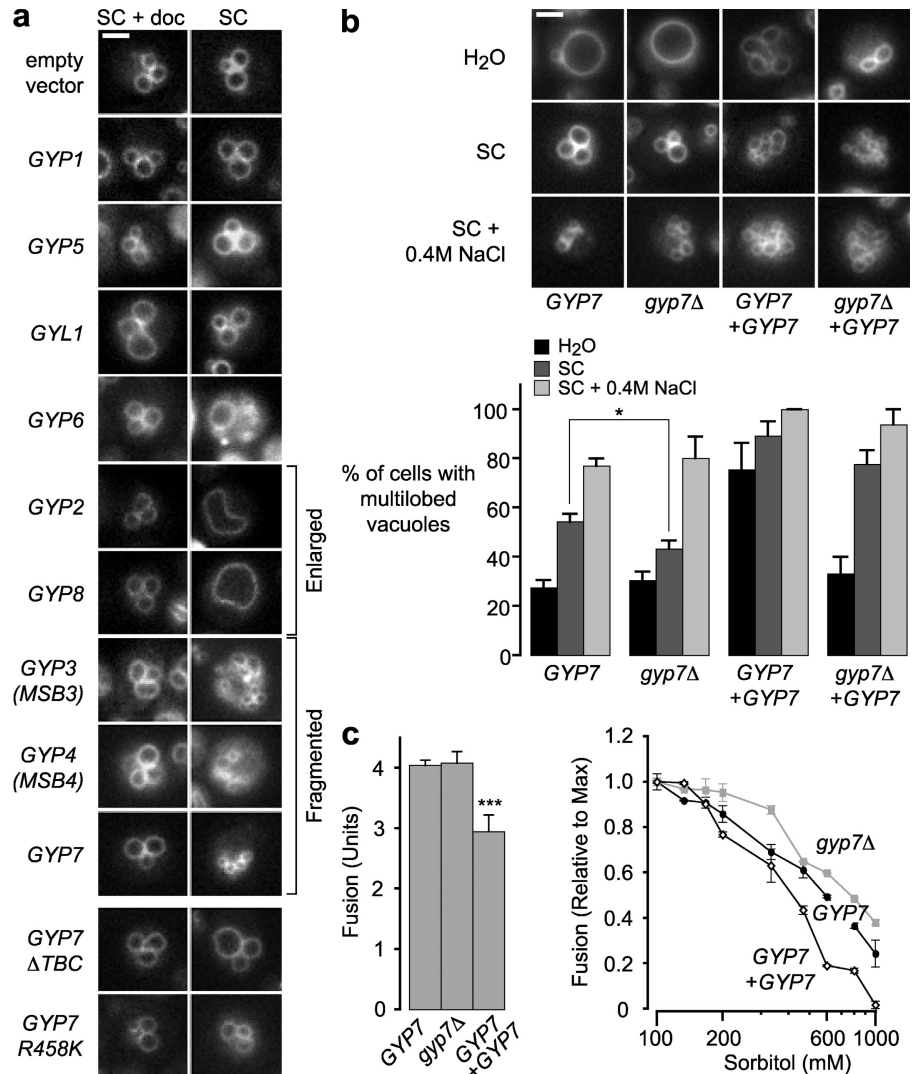 a
SC + doc SC
empty
vector
GYP1
GYP5
GYL1
GYP6
GYP2
GYP8
Enlarged
GYP3
(MSB3)
GYP4
(MSB4)
GYP7
Fragmented
GYP7
ΔTBC
GYP7
R458K
b
H₂O
SC
SC +
0.4M NaCl
GYP7 gyp7Δ GYP7 gyp7Δ
+GYP7 +GYP7
H₂O
SC
SC + 0.4M NaCl
*
% of cells with
multilobed
vacuoles
100
80
60
40
20
0
GYP7 gyp7Δ GYP7 gyp7Δ
+GYP7 +GYP7
c
Fusion (Units)
4
3
2
1
0
***
GYP7 gyp7Δ GYP7
+GYP7
Fusion (Relative to Max)
1.2
1.0
0.8
0.6
0.4
0.2
0
gyp7Δ
GYP7
GYP7
+GYP7
100 200 600 1000
Sorbitol (mM)